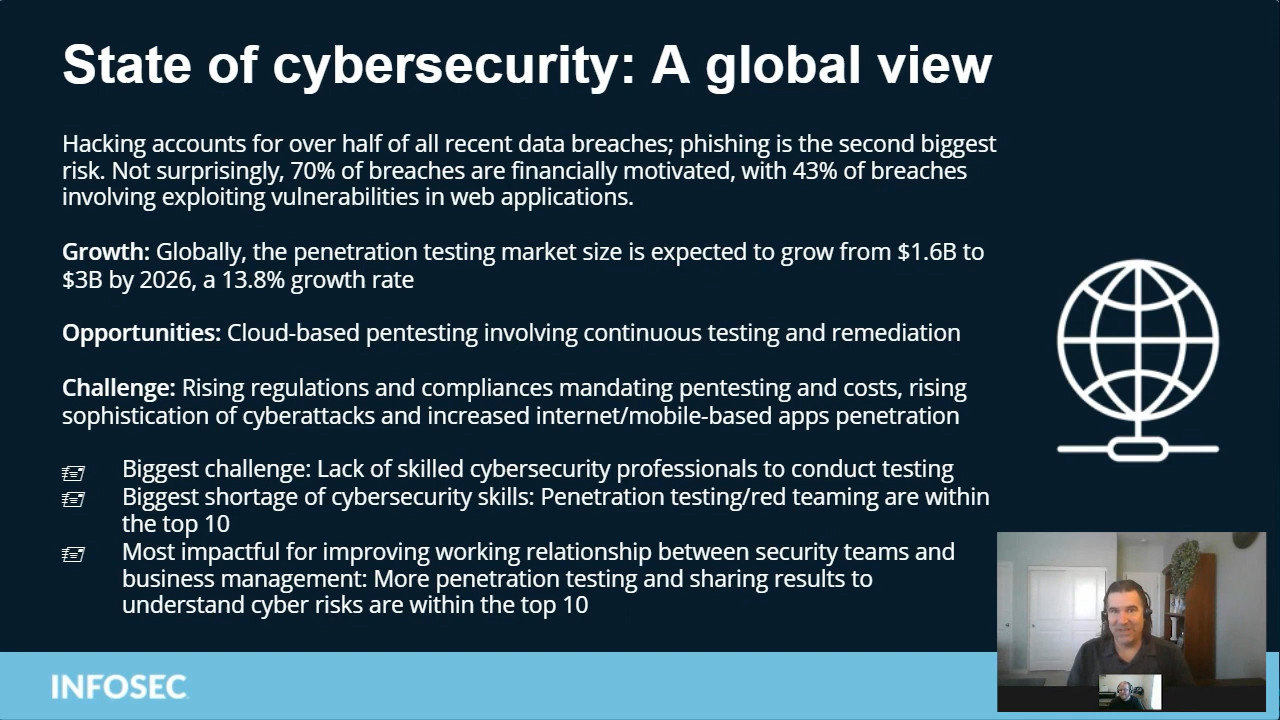 State of cybersecurity: A global view
Hacking accounts for over half of all recent data breaches; phishing is the second biggest
risk. Not surprisingly, 70% of breaches are financially motivated, with 43% of breaches
involving exploiting vulnerabilities in web applications.
Growth: Globally, the penetration testing market size is expected to grow from $1.6B to
$3B by 2026, a 13.8% growth rate
Opportunities: Cloud-based pentesting involving continuous testing and remediation
Challenge: Rising regulations and compliances mandating pentesting and costs, rising
sophistication of cyberattacks and increased internet/mobile-based apps penetration
Biggest challenge: Lack of skilled cybersecurity professionals to conduct testing
Biggest shortage of cybersecurity skills: Penetration testing/red teaming are within
the top 10
Most impactful for improving working relationship between security teams and
business management: More penetration testing and sharing results to
understand cyber risks are within the top 10
INFOSEC